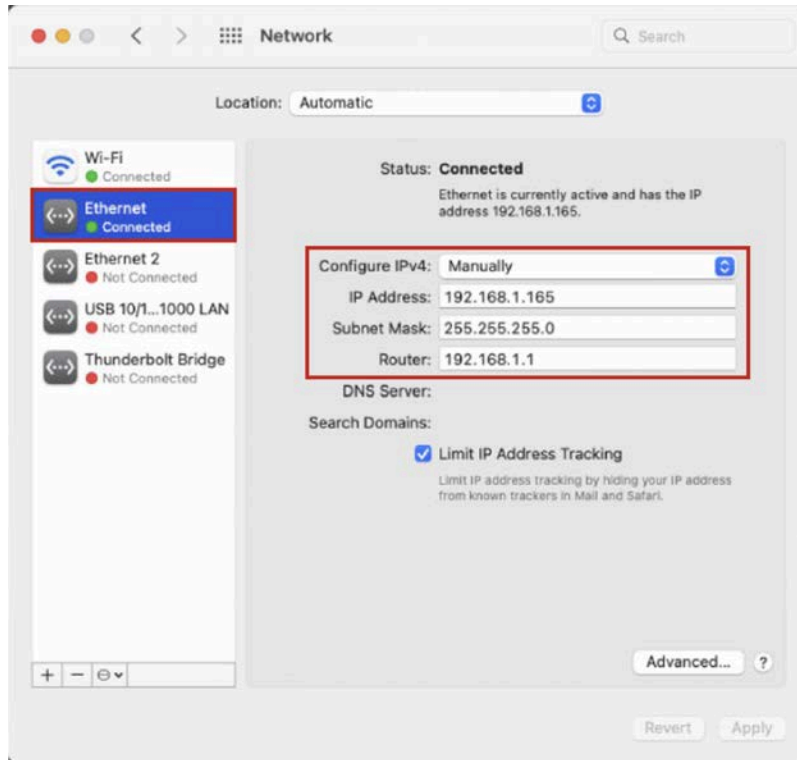 Network
Search
Location: Automatic
Wi-Fi
Connected
Ethernet
Connected
Ethernet 2
Not Connected
USB 10/1...1000 LAN
Not Connected
Thunderbolt Bridge
Not Connected
Status: Connected
Ethernet is currently active and has the IP
address 192.168.1.165.
Configure IPv4: Manually
IP Address: 192.168.1.165
Subnet Mask: 255.255.255.0
Router: 192.168.1.1
DNS Server:
Search Domains:
Limit IP Address Tracking
Limit IP address tracking by hiding your IP address
from known trackers in Mail and Safari.
Advanced... ?
Revert Apply